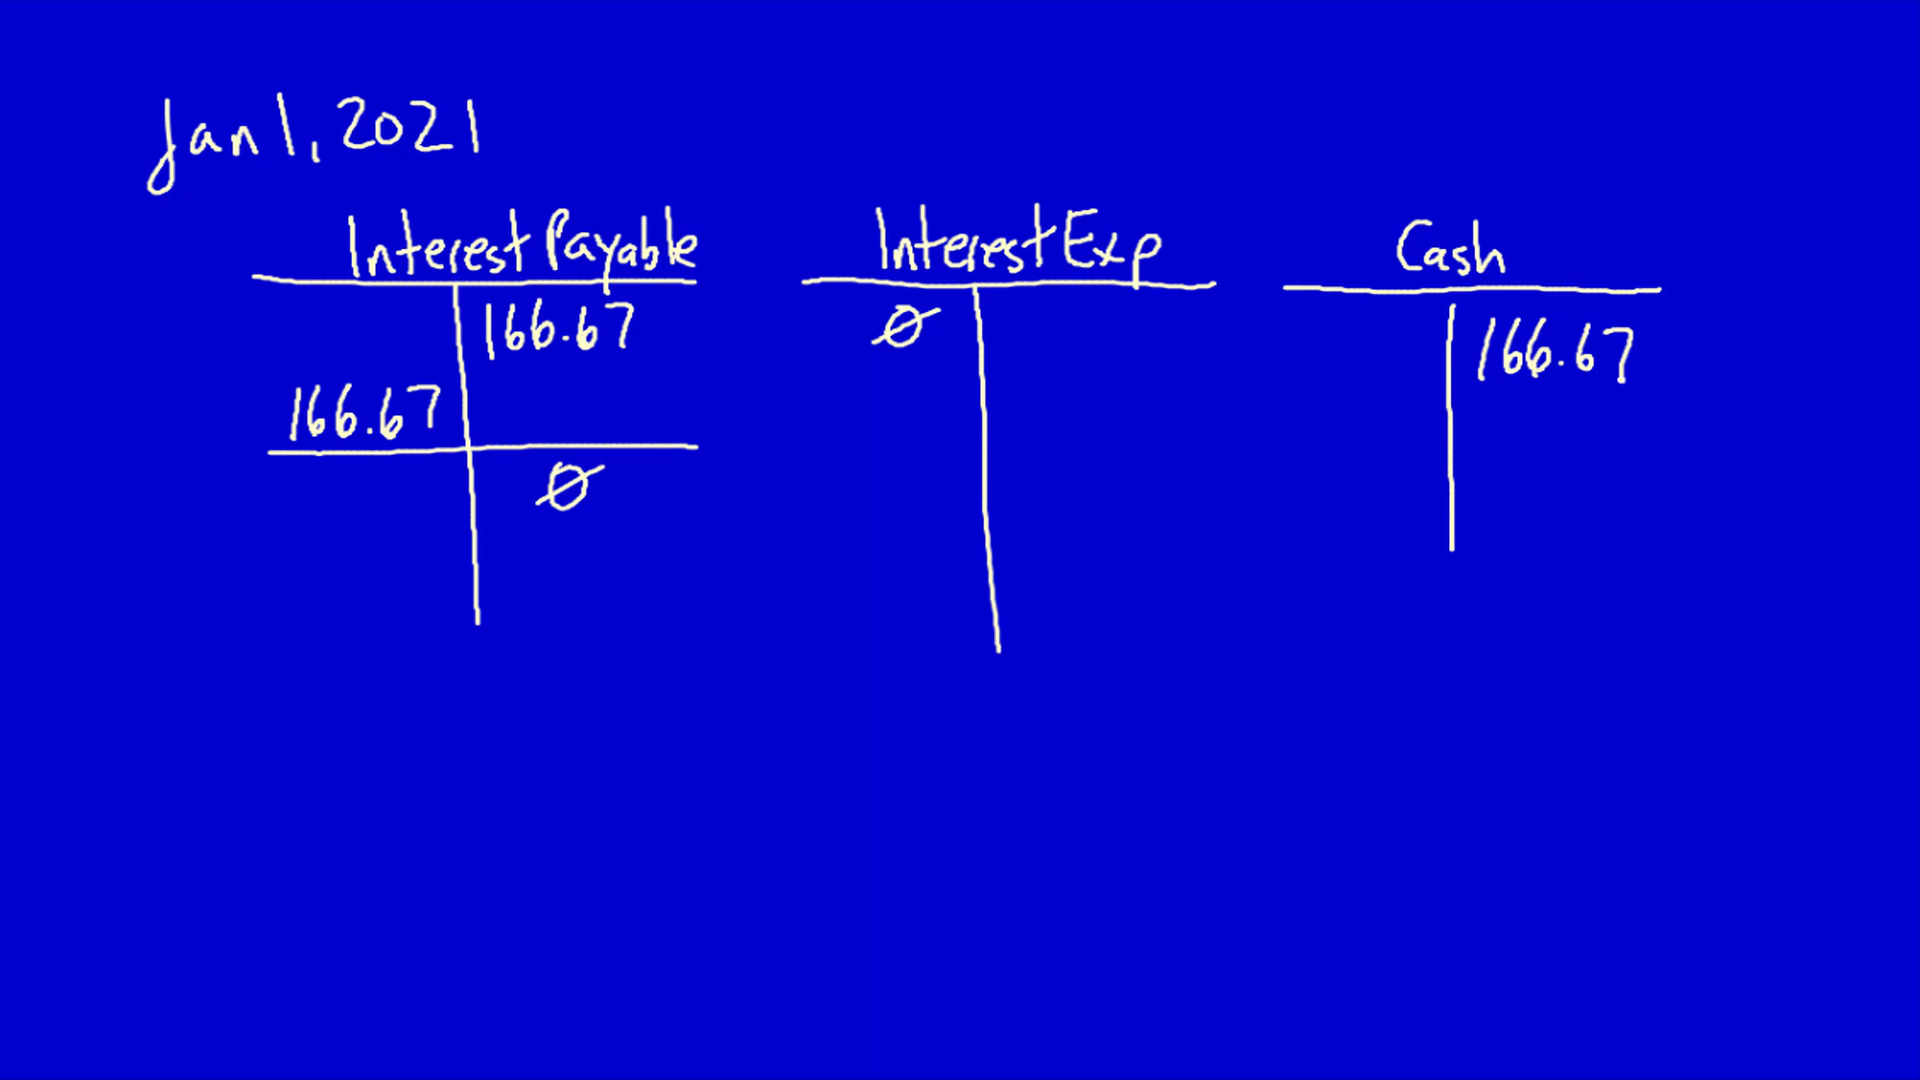 Jan 1, 2021
Interest Payable Interest Exp Cash
166.67 Ø 166.67
166.67
Ø